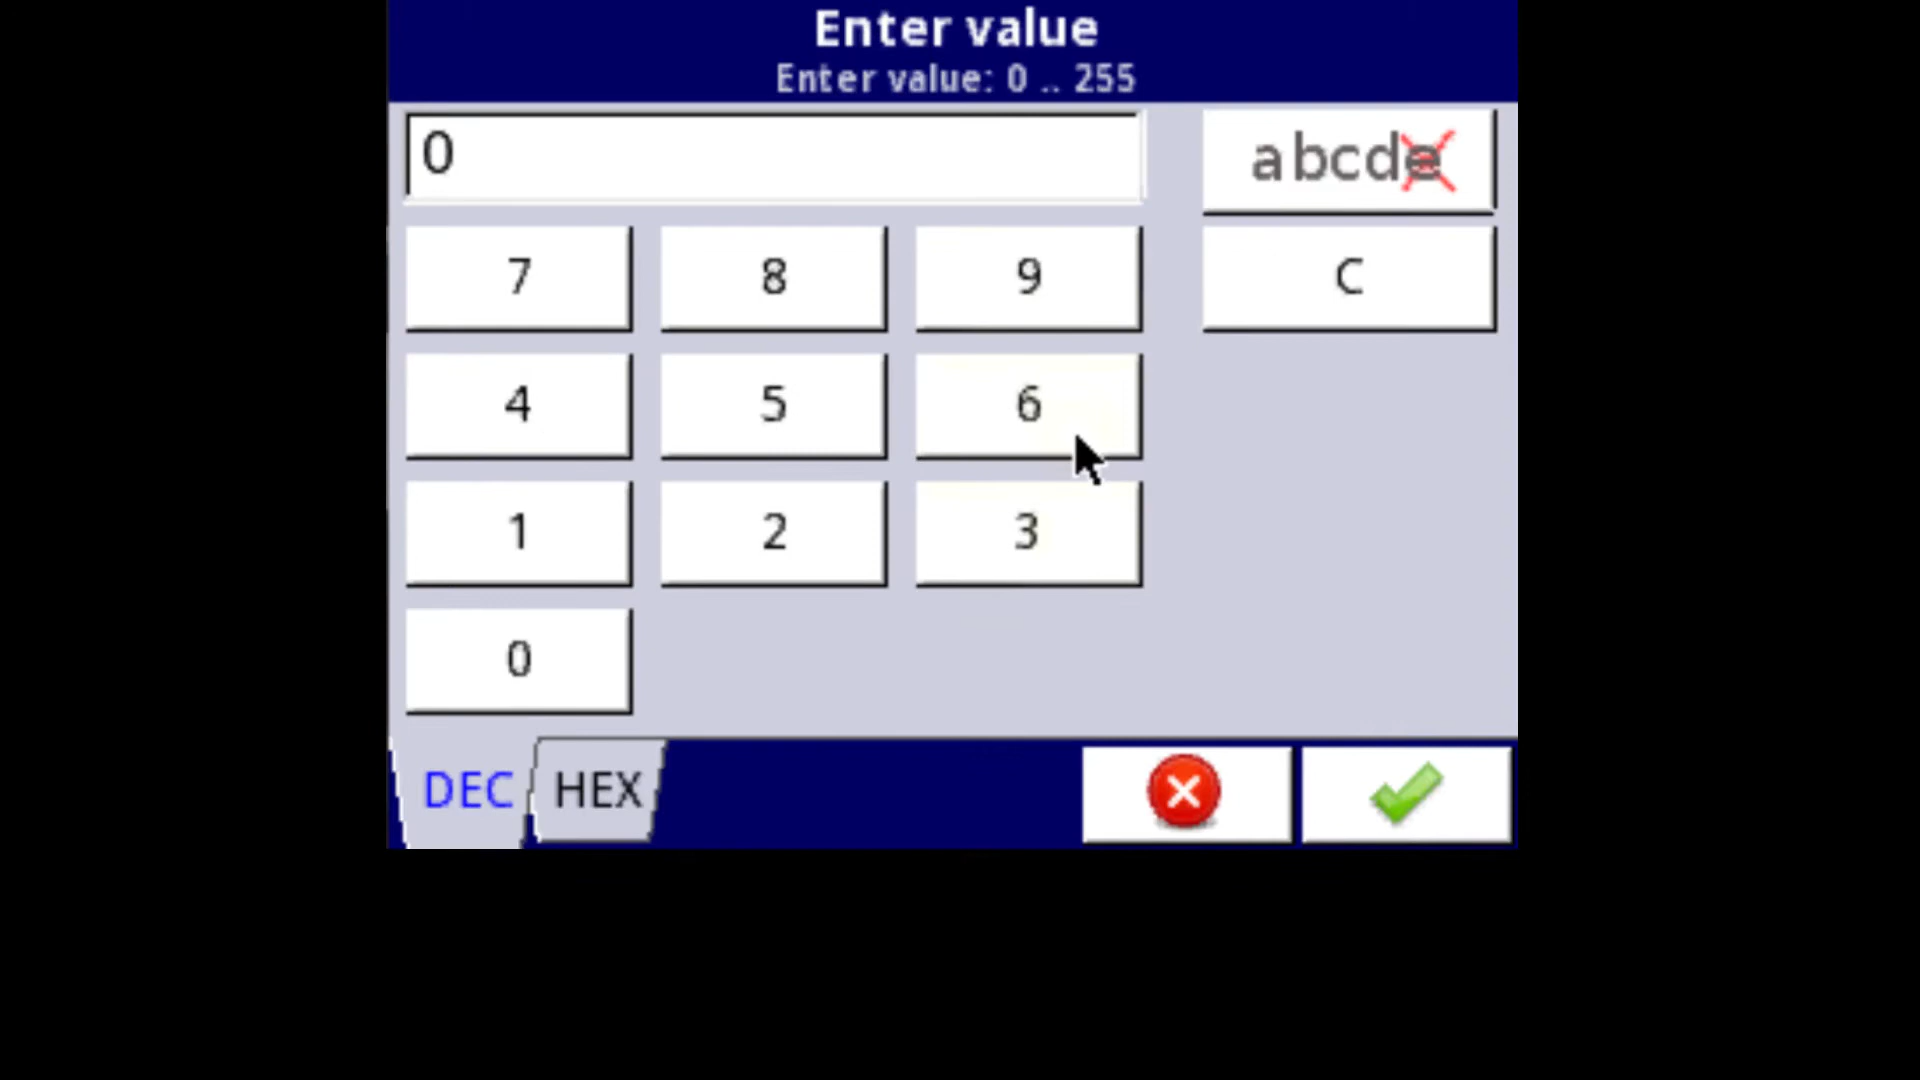 Enter value
Enter value: 0 .. 255
0
abcde
7 8 9 C
4 5 6
1 2 3
0
DEC HEX